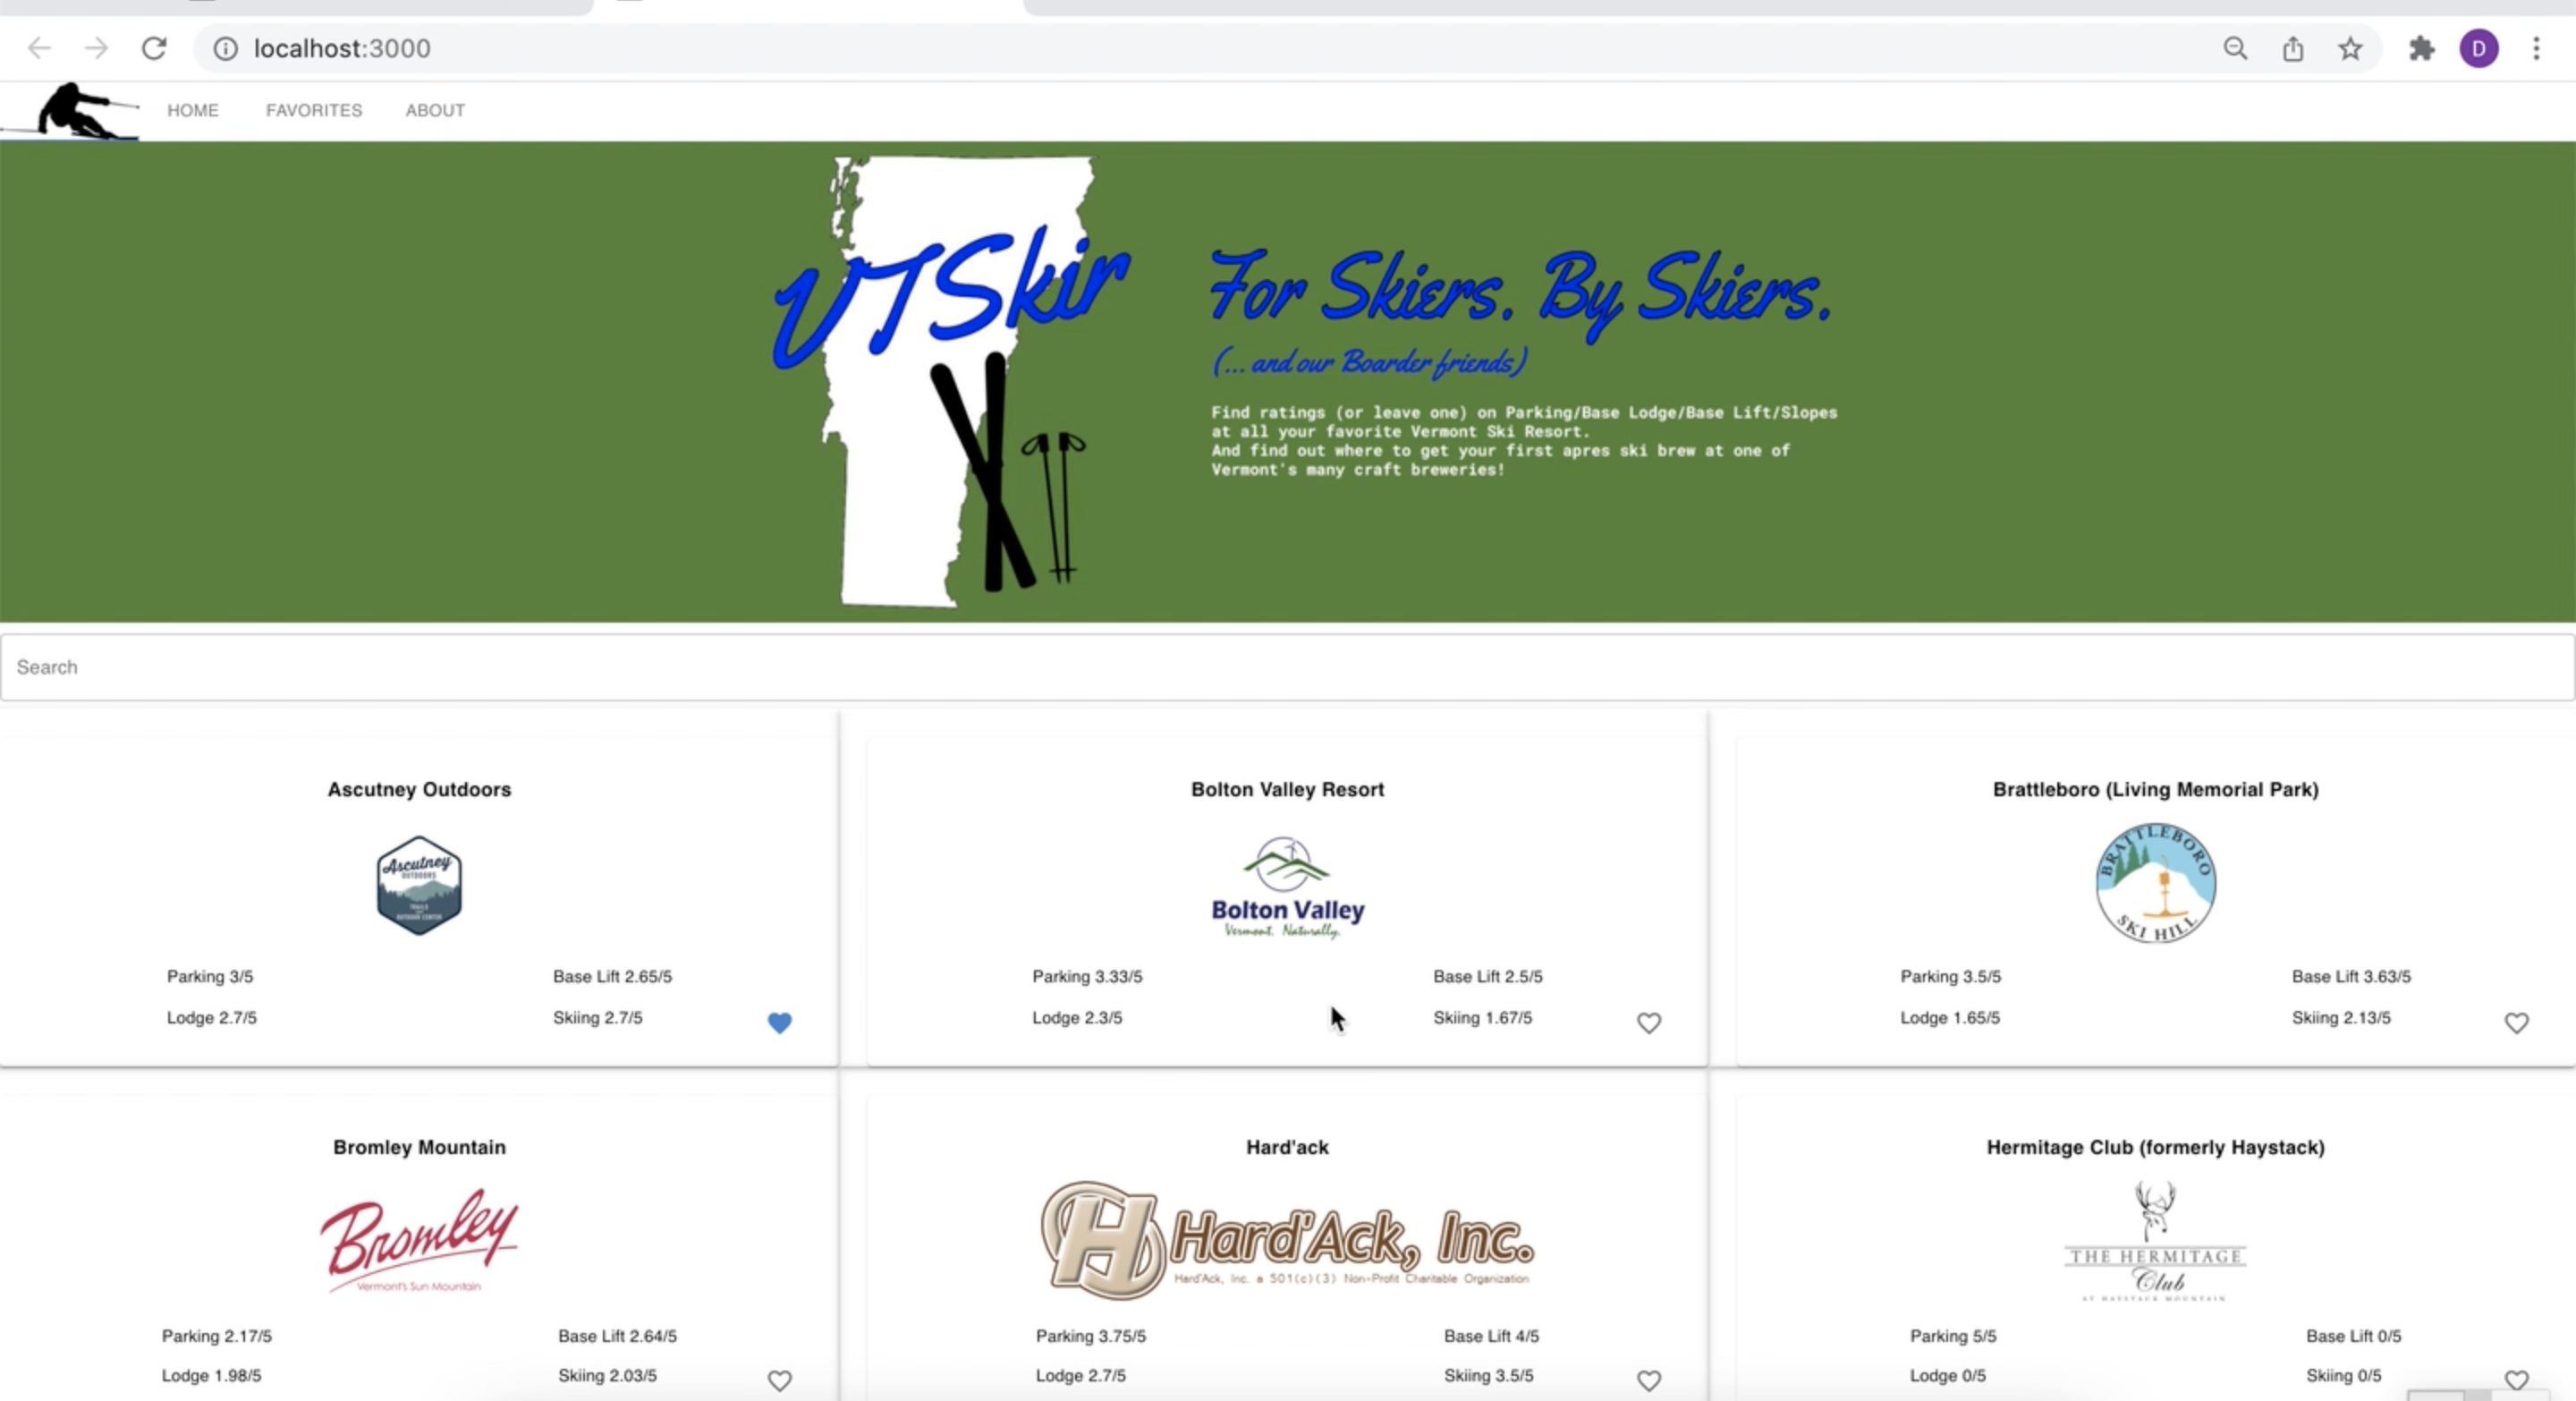 localhost:3000
D
HOME FAVORITES ABOUT
VTSkir
For Skiers. By Skiers.
(... and our Boarder friends)
Find ratings (or leave one) on Parking/Base Lodge/Base Lift/Slopes
at all your favorite Vermont Ski Resort.
And find out where to get your first apres ski brew at one of
Vermont's many craft breweries!
Search
Ascutney Outdoors
Ascutney
OUTDOORS
TRAILS
OUTDOOR CENTER
Parking 3/5 Base Lift 2.65/5
Lodge 2.7/5 Skiing 2.7/5
Bolton Valley Resort
Bolton Valley
Vermont. Naturally.
Parking 3.33/5 Base Lift 2.5/5
Lodge 2.3/5 Skiing 1.67/5
Brattleboro (Living Memorial Park)
BRATTLEBORO
SKI HILL
Parking 3.5/5 Base Lift 3.63/5
Lodge 1.65/5 Skiing 2.13/5
Bromley Mountain
Bromley
Vermont's Sun Mountain
Parking 2.17/5 Base Lift 2.64/5
Lodge 1.98/5 Skiing 2.03/5
Hard'ack
H Hard'Ack, Inc.
Hard'Ack, Inc. a 501(c)(3) Non-Profit Charitable Organization
Parking 3.75/5 Base Lift 4/5
Lodge 2.7/5 Skiing 3.5/5
Hermitage Club (formerly Haystack)
THE HERMITAGE
Club
AT HAYSTACK MOUNTAIN
Parking 5/5 Base Lift 0/5
Lodge 0/5 Skiing 0/5